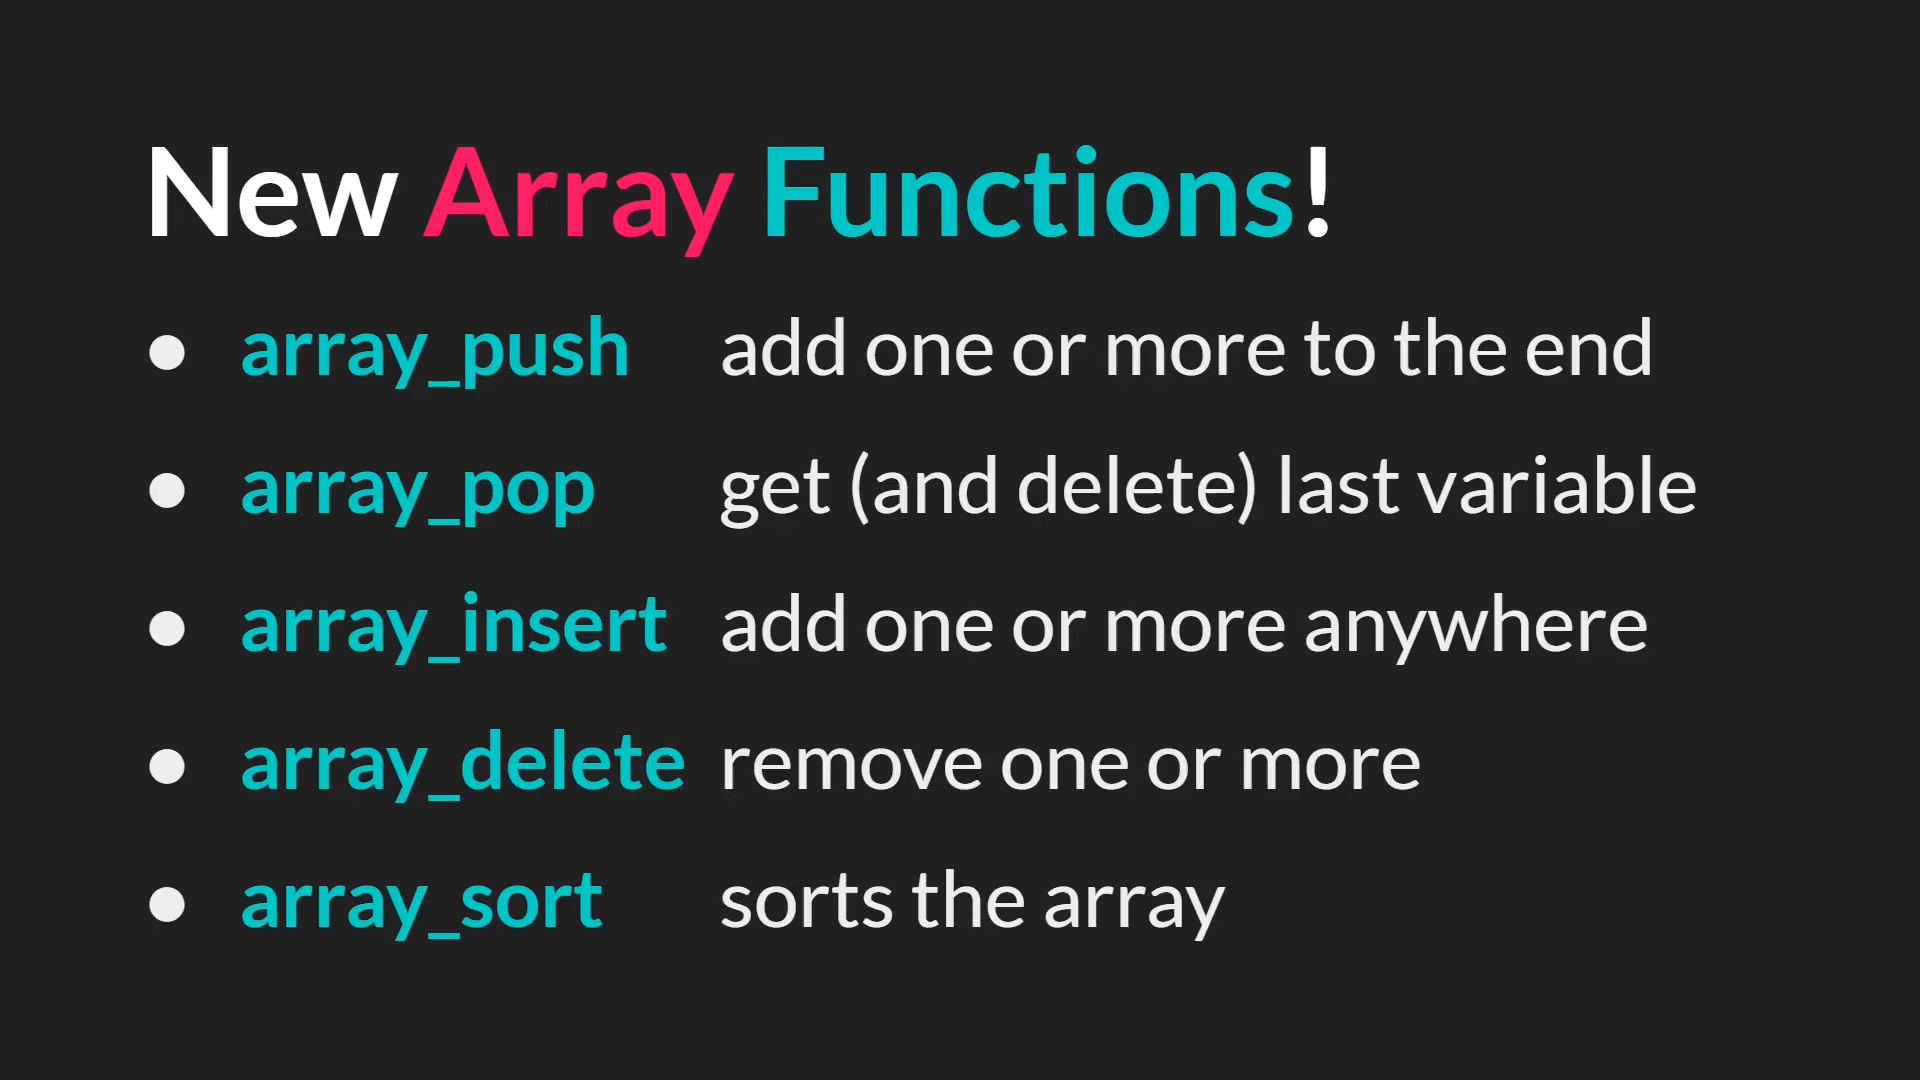 New Array Functions!
● array_push add one or more to the end
● array_pop get (and delete) last variable
● array_insert add one or more anywhere
● array_delete remove one or more
● array_sort sorts the array